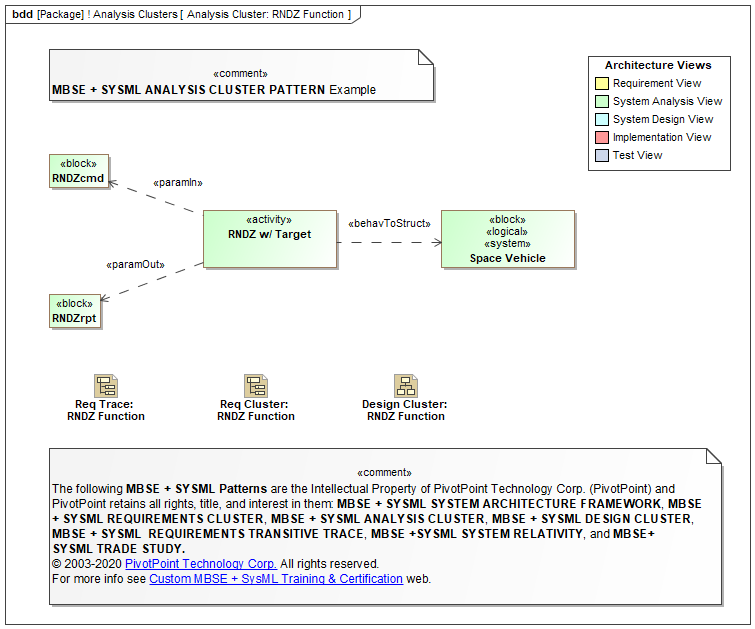 bdd [Package] ! Analysis Clusters [ Analysis Cluster: RNDZ Function ]
«comment»
MBSE + SYSML ANALYSIS CLUSTER PATTERN Example
Architecture Views
Requirement View
System Analysis View
System Design View
Implementation View
Test View
«block»
RNDZcmd
«paramIn»
«activity»
RNDZ w/ Target
«behavToStruct»
«block»
«logical»
«system»
Space Vehicle
«paramOut»
«block»
RNDZrpt
Req Trace:
RNDZ Function
Req Cluster:
RNDZ Function
Design Cluster:
RNDZ Function
«comment»
The following MBSE + SYSML Patterns are the Intellectual Property of PivotPoint Technology Corp. (PivotPoint) and
PivotPoint retains all rights, title, and interest in them: MBSE + SYSML SYSTEM ARCHITECTURE FRAMEWORK, MBSE
+ SYSML REQUIREMENTS CLUSTER, MBSE + SYSML ANALYSIS CLUSTER, MBSE + SYSML DESIGN CLUSTER,
MBSE + SYSML  REQUIREMENTS TRANSITIVE TRACE, MBSE +SYSML SYSTEM RELATIVITY, and MBSE+
SYSML TRADE STUDY.
© 2003-2020 PivotPoint Technology Corp. All rights reserved.
For more info see Custom MBSE + SysML Training & Certification web.